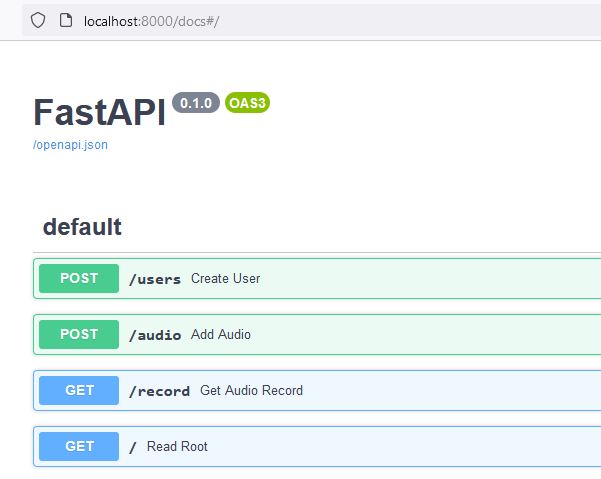 localhost:8000/docs#/
FastAPI 0.1.0 OAS3
/openapi.json
default
POST /users Create User
POST /audio Add Audio
GET /record Get Audio Record
GET / Read Root